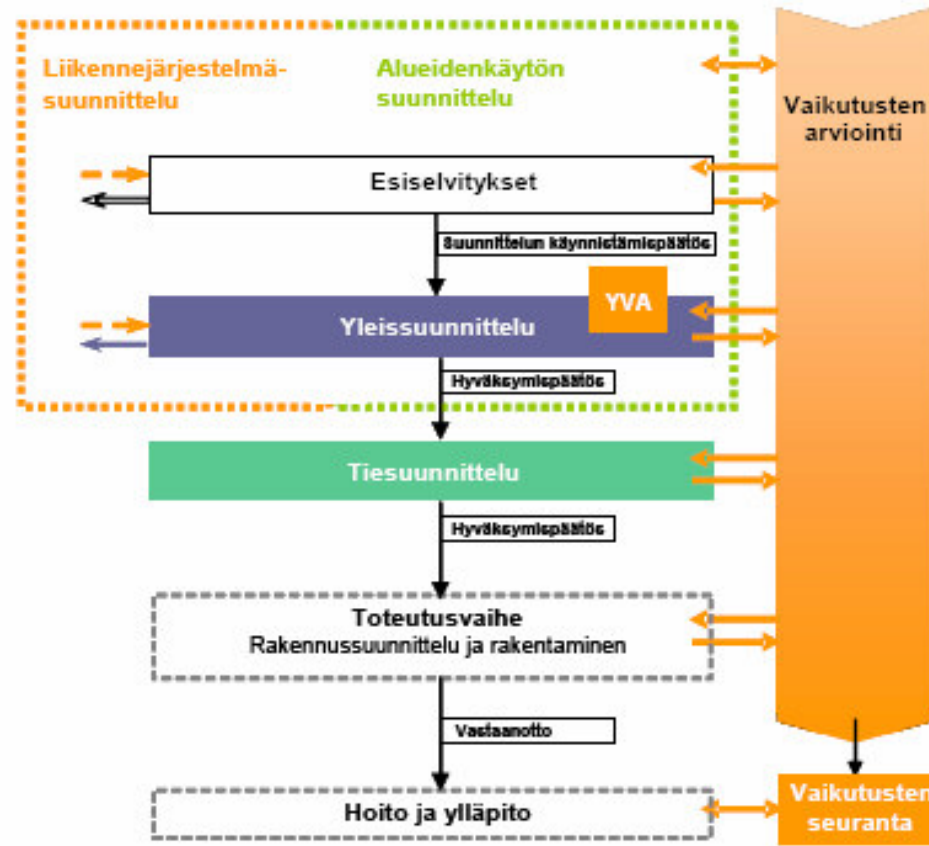 Liikennejärjestelmä-
suunnittelu
Alueidenkäytön
suunnittelu
Vaikutusten
arviointi
Esiselvitykset
Suunnittelun käynnistämispäätös
YVA
Yleissuunnittelu
Hyväksymispäätös
Tiesuunnittelu
Hyväksymispäätös
Toteutusvaihe
Rakennussuunnittelu ja rakentaminen
Vastaanotto
Hoito ja ylläpito
Vaikutusten
seuranta